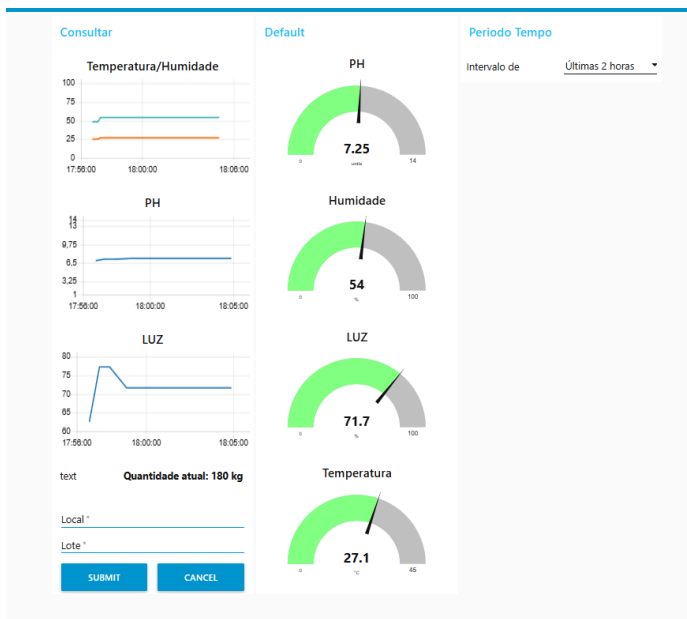 Consultar
Temperatura/Humidade
100
75
50
25
0
17:56:00 18:00:00 18:06:00
PH
14
13
9,75
6,5
3,25
1
17:56:00 18:00:00 18:05:00
LUZ
80
75
70
65
60
17:56:00 18:00:00 18:05:00
text Quantidade atual: 180 kg
Local *
Lote *
SUBMIT CANCEL
Default
PH
7.25
units
0 14
Humidade
54
%
0 100
LUZ
71.7
%
0 100
Temperatura
27.1
°C
0 45
Periodo Tempo
Intervalo de Últimas 2 horas